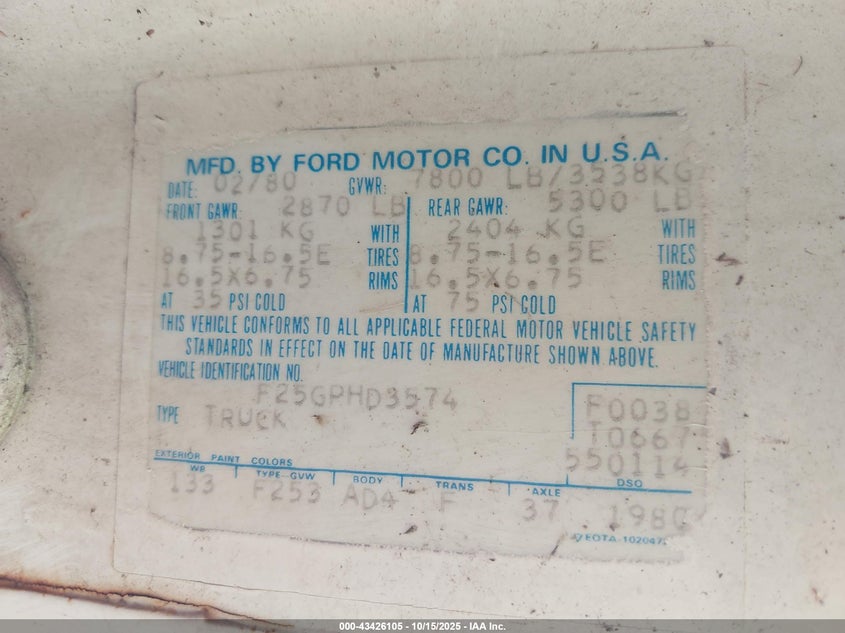 MFD. BY FORD MOTOR CO. IN U.S.A.
DATE: 02/80 GVWR: 7800 LB/3538KG
FRONT GAWR: 2870 LB REAR GAWR: 5300 LB
1301 KG WITH 2404 KG WITH
8.75-16.5E TIRES 8.75-16.5E TIRES
16.5X6.75 RIMS 16.5X6.75 RIMS
AT 35 PSI COLD AT 75 PSI COLD
THIS VEHICLE CONFORMS TO ALL APPLICABLE FEDERAL MOTOR VEHICLE SAFETY
STANDARDS IN EFFECT ON THE DATE OF MANUFACTURE SHOWN ABOVE.
VEHICLE IDENTIFICATION NO.
F25GPHD3574
TYPE TRUCK
F0038
T0667
550114
EXTERIOR PAINT COLORS
WB TYPE-GVW BODY TRANS AXLE DSO
133 F253 AD4 F 37 1980
000-43426105 - 10/15/2025 - IAA Inc.